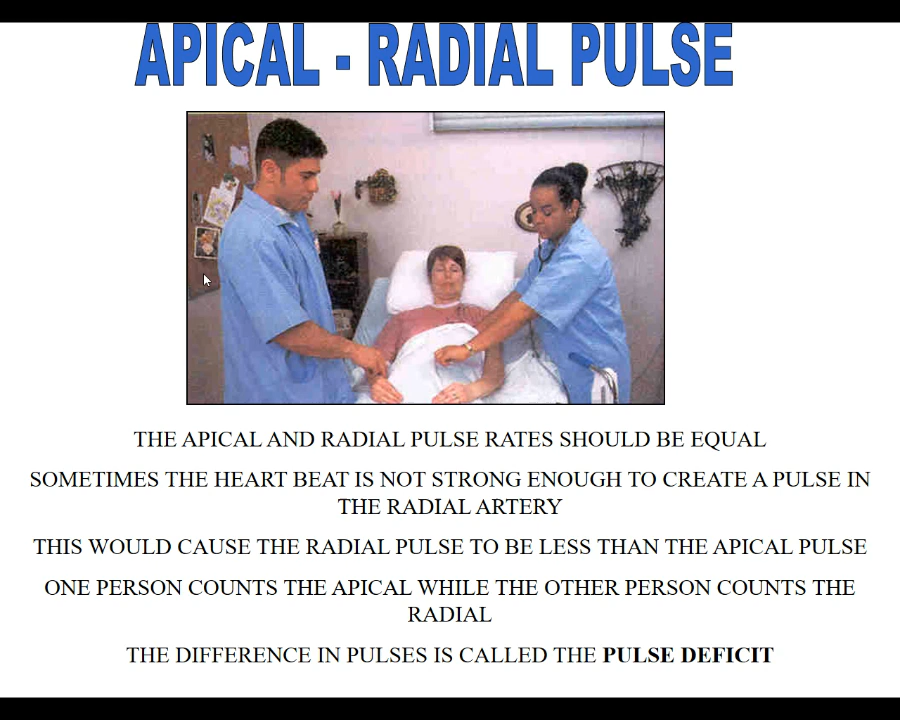 APICAL - RADIAL PULSE
THE APICAL AND RADIAL PULSE RATES SHOULD BE EQUAL
SOMETIMES THE HEART BEAT IS NOT STRONG ENOUGH TO CREATE A PULSE IN
THE RADIAL ARTERY
THIS WOULD CAUSE THE RADIAL PULSE TO BE LESS THAN THE APICAL PULSE
ONE PERSON COUNTS THE APICAL WHILE THE OTHER PERSON COUNTS THE
RADIAL
THE DIFFERENCE IN PULSES IS CALLED THE PULSE DEFICIT